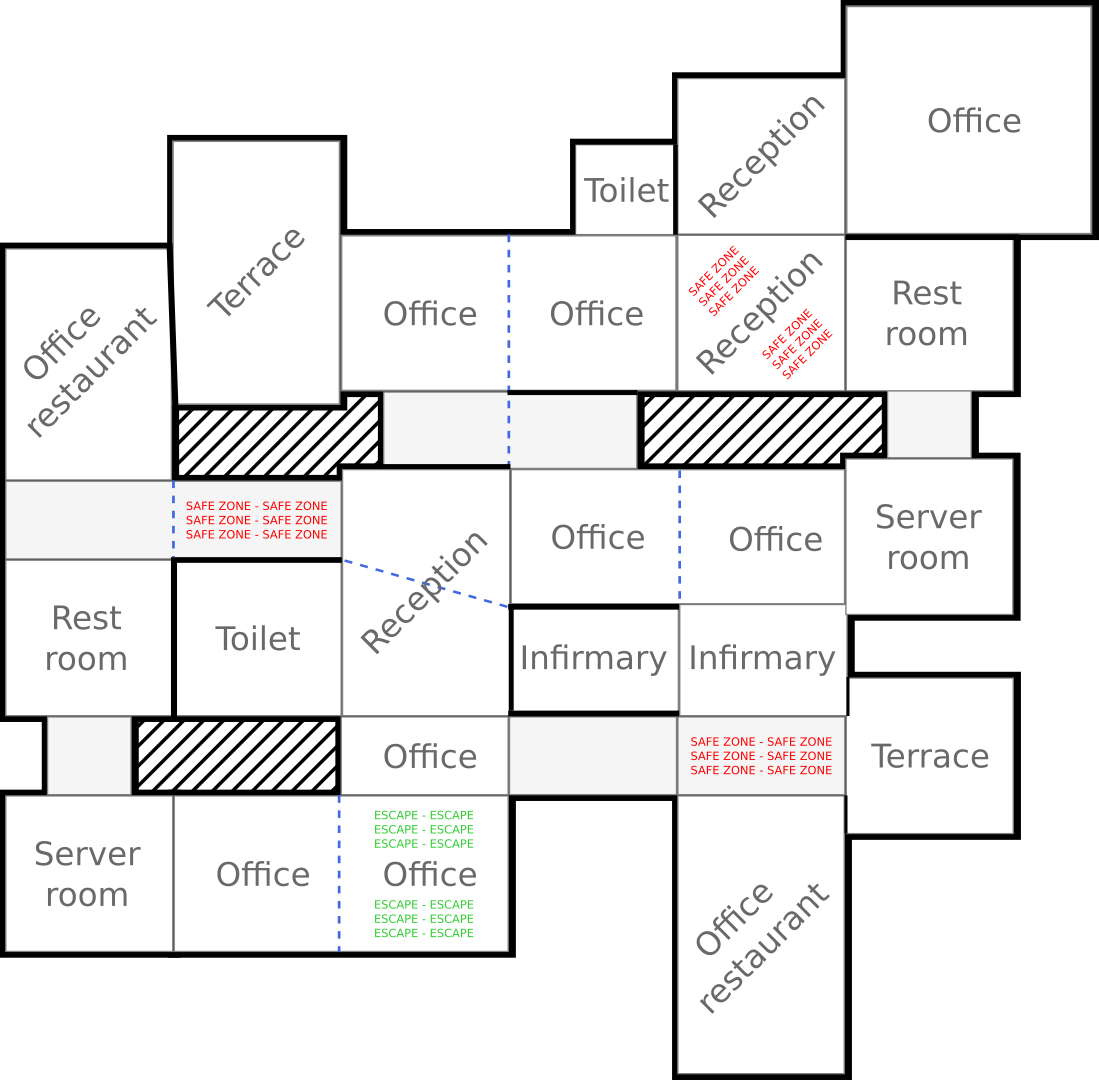 Office
Reception
Toilet
Terrace
Office
restaurant
Office
Office
SAFE ZONE
SAFE ZONE
SAFE ZONE
Reception
SAFE ZONE
SAFE ZONE
SAFE ZONE
Rest
room
SAFE ZONE - SAFE ZONE
SAFE ZONE - SAFE ZONE
SAFE ZONE - SAFE ZONE
Reception
Office
Office
Server
room
Rest
room
Toilet
Infirmary
Infirmary
Office
SAFE ZONE - SAFE ZONE
SAFE ZONE - SAFE ZONE
SAFE ZONE - SAFE ZONE
Terrace
Server
room
Office
ESCAPE - ESCAPE
ESCAPE - ESCAPE
ESCAPE - ESCAPE
Office
ESCAPE - ESCAPE
ESCAPE - ESCAPE
ESCAPE - ESCAPE
Office
restaurant